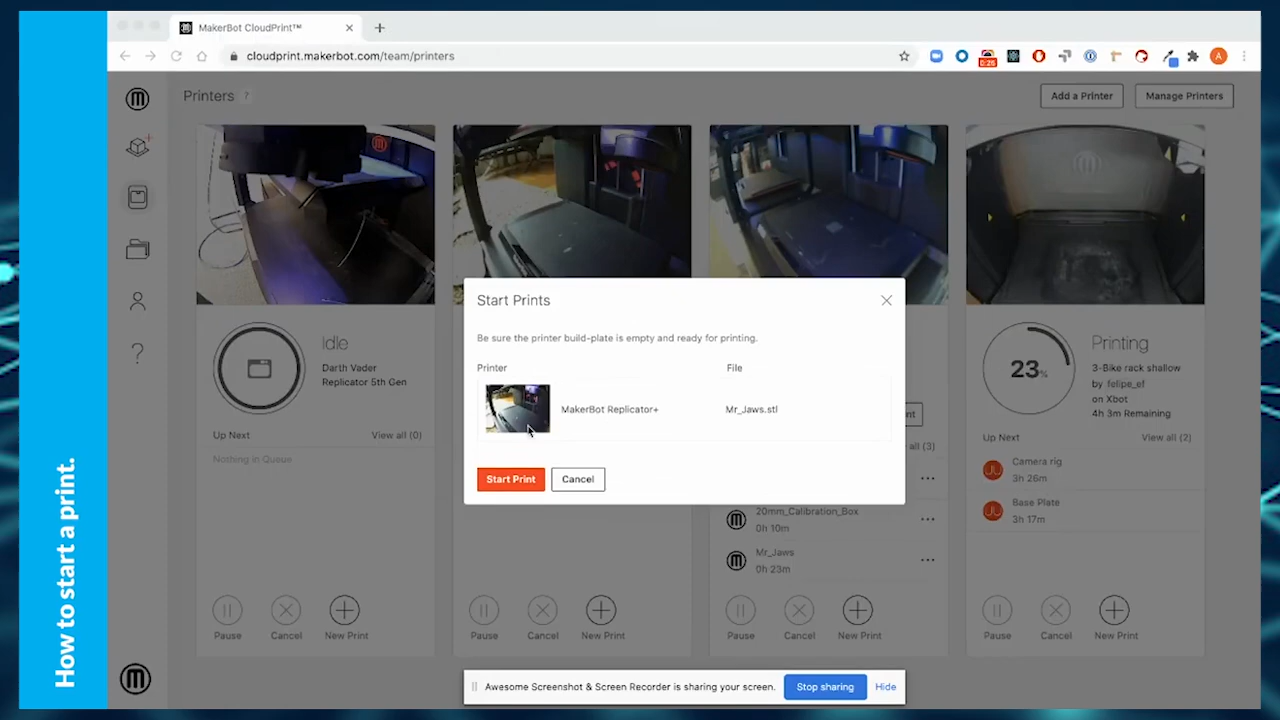 How to start a print.
MakerBot CloudPrint™
cloudprint.makerbot.com/team/printers
0:26
A
Printers ?
Add a Printer
Manage Printers
Start Prints
Be sure the printer build-plate is empty and ready for printing.
Printer
File
MakerBot Replicator+
Mr_Jaws.stl
Start Print
Cancel
Idle
Darth Vader
Replicator 5th Gen
Up Next
View all (0)
Nothing in Queue
Pause
Cancel
New Print
Pause
Cancel
New Print
nt
all (3)
20mm_Calibration_Box
0h 10m
Mr_Jaws
0h 23m
Pause
Cancel
New Print
23%
Printing
3-Bike rack shallow
by felipe_ef
on Xbot
4h 3m Remaining
Up Next
View all (2)
JU
Camera rig
3h 26m
JU
Base Plate
3h 17m
Pause
Cancel
New Print
Awesome Screenshot & Screen Recorder is sharing your screen.
Stop sharing
Hide